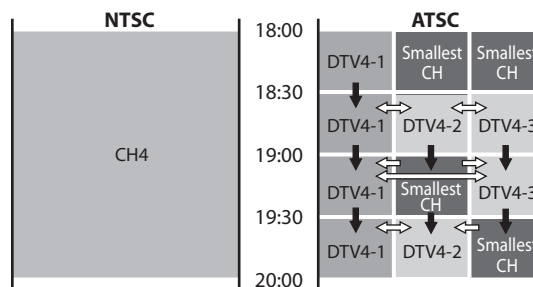 NTSC
ATSC
18:00
18:30
19:00
19:30
20:00
CH4
DTV4-1
Smallest
CH
Smallest
CH
DTV4-1
DTV4-2
DTV4-3
DTV4-1
Smallest
CH
DTV4-3
DTV4-1
DTV4-2
Smallest
CH